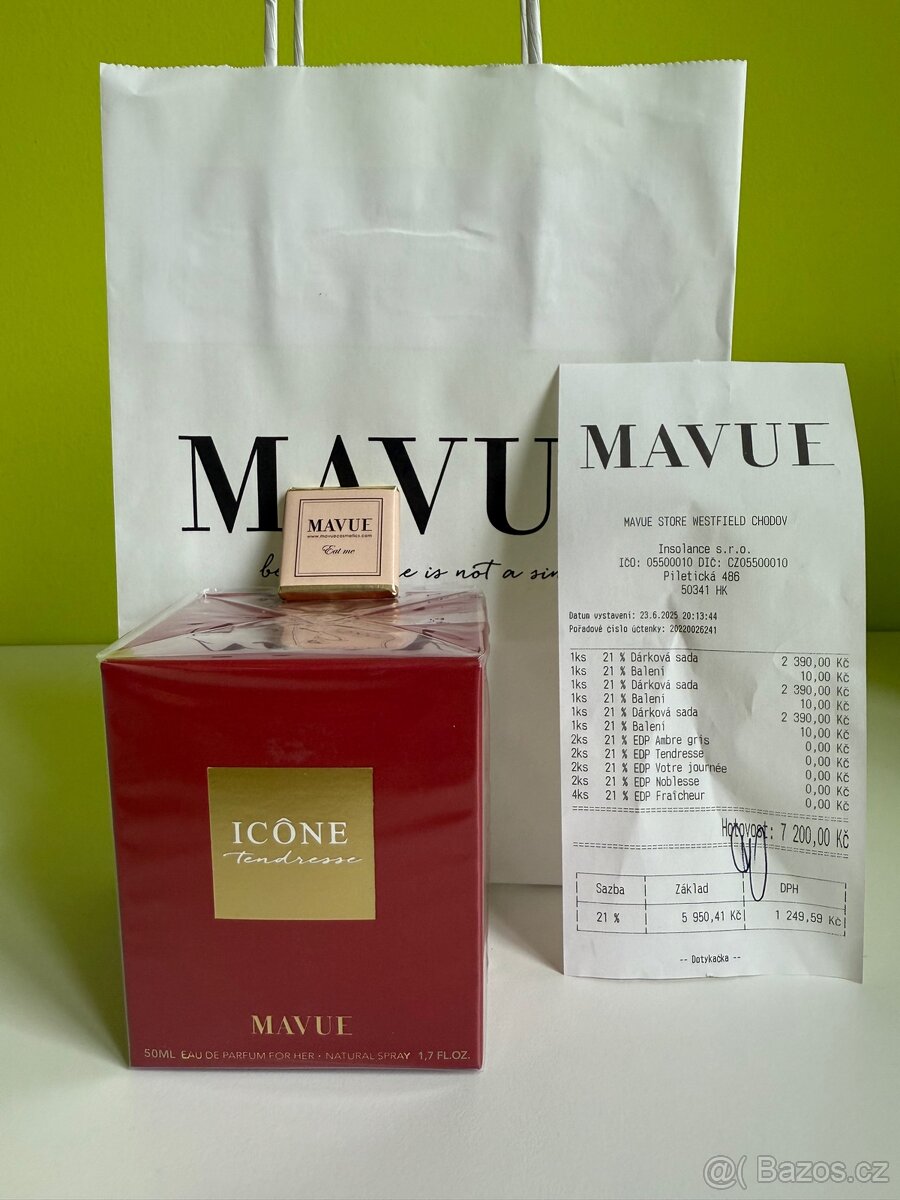 MAVU
be e is not a sin
MAVUE
www.mavuecosmetics.com
Eat me
ICÔNE
tendresse
MAVUE
50ML EAU DE PARFUM FOR HER • NATURAL SPRAY 1,7 FL.OZ.
MAVUE
MAVUE STORE WESTFIELD CHODOV
Insolance s.r.o.
IČO: 05500010 DIČ: CZ05500010
Piletická 486
50341 HK
Datum vystavení: 23.6.2025 20:13:44
Pořadové číslo účtenky: 20220026241
1ks 21 % Dárková sada 2 390,00 Kč
1ks 21 % Balení 10,00 Kč
1ks 21 % Dárková sada 2 390,00 Kč
1ks 21 % Balení 10,00 Kč
1ks 21 % Dárková sada 2 390,00 Kč
1ks 21 % Balení 10,00 Kč
2ks 21 % EDP Ambre gris 0,00 Kč
2ks 21 % EDP Tendresse 0,00 Kč
2ks 21 % EDP Votre journée 0,00 Kč
2ks 21 % EDP Noblesse 0,00 Kč
4ks 21 % EDP Fraîcheur 0,00 Kč
Hotovost: 7 200,00 Kč
Sazba Základ DPH
21 % 5 950,41 Kč 1 249,59 Kč
-- Dotykačka --
@( Bazos.cz